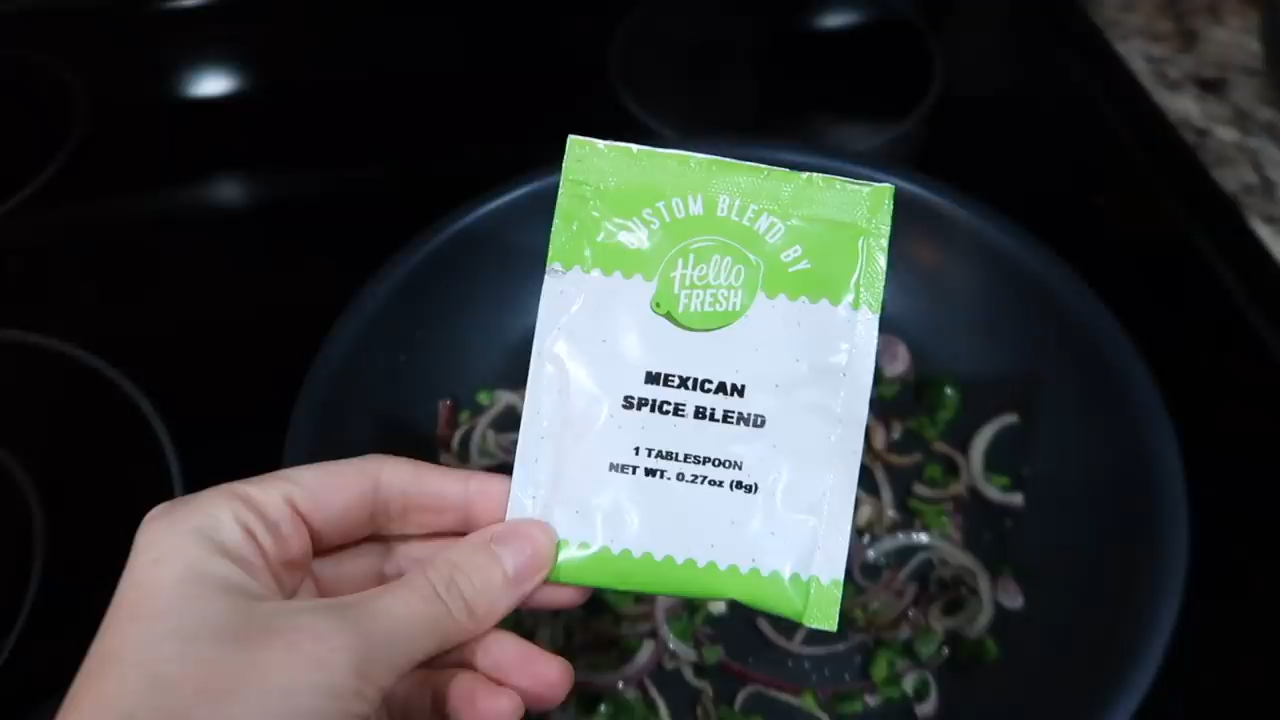 CUSTOM BLEND BY
Hello
FRESH
MEXICAN
SPICE BLEND
1 TABLESPOON
NET WT. 0.27oz (8g)